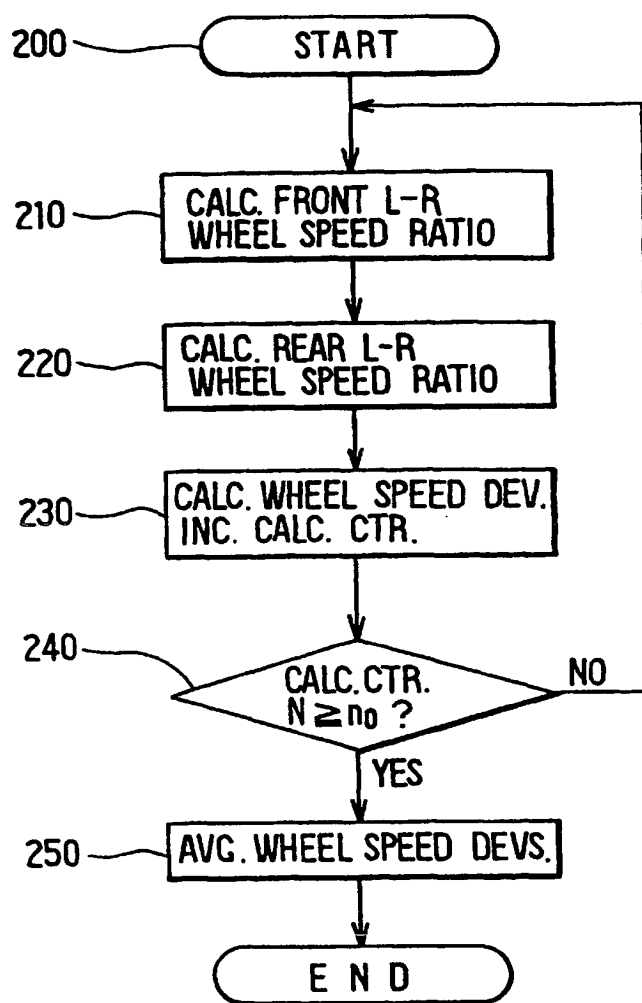 200
START
210
CALC. FRONT L-R
WHEEL SPEED RATIO
220
CALC. REAR L-R
WHEEL SPEED RATIO
230
CALC. WHEEL SPEED DEV.
INC. CALC. CTR.
240
CALC. CTR.
N ≧ n₀ ?
NO
YES
250
AVG. WHEEL SPEED DEVS.
END